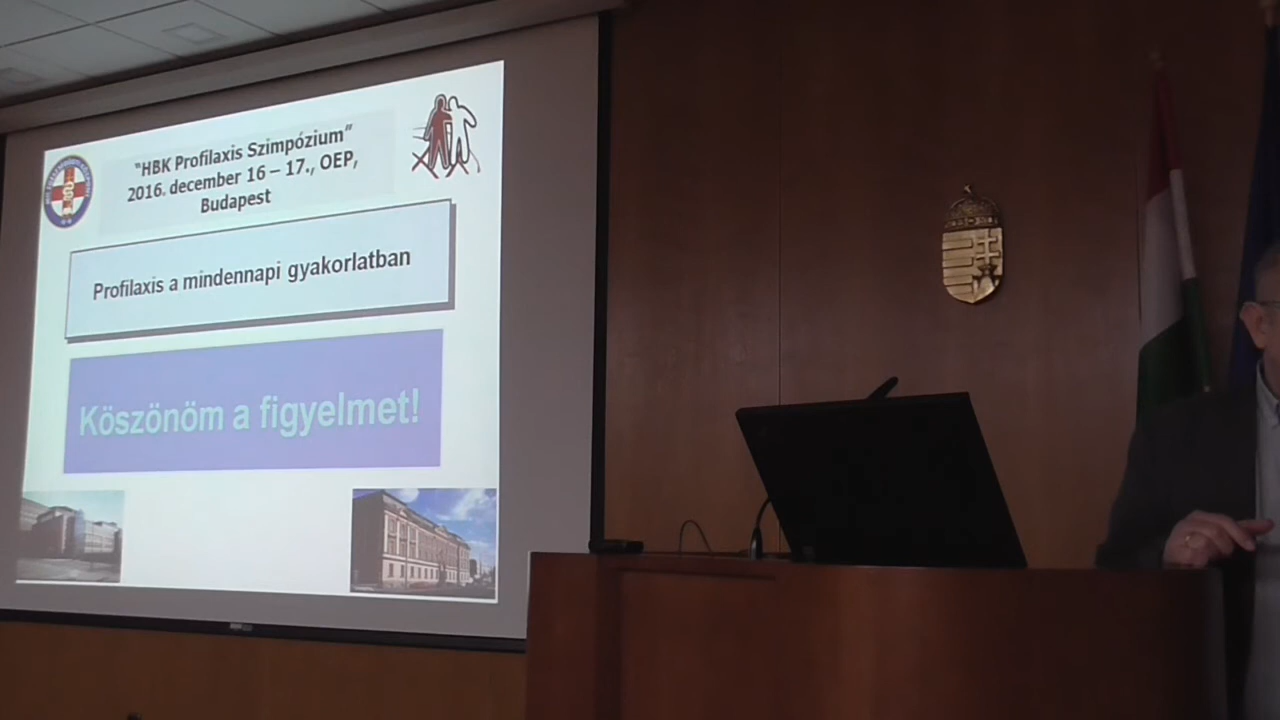 "HBK Profilaxis Szimpózium"
2016. december 16 – 17., OEP,
Budapest
Profilaxis a mindennapi gyakorlatban
Köszönöm a figyelmet!